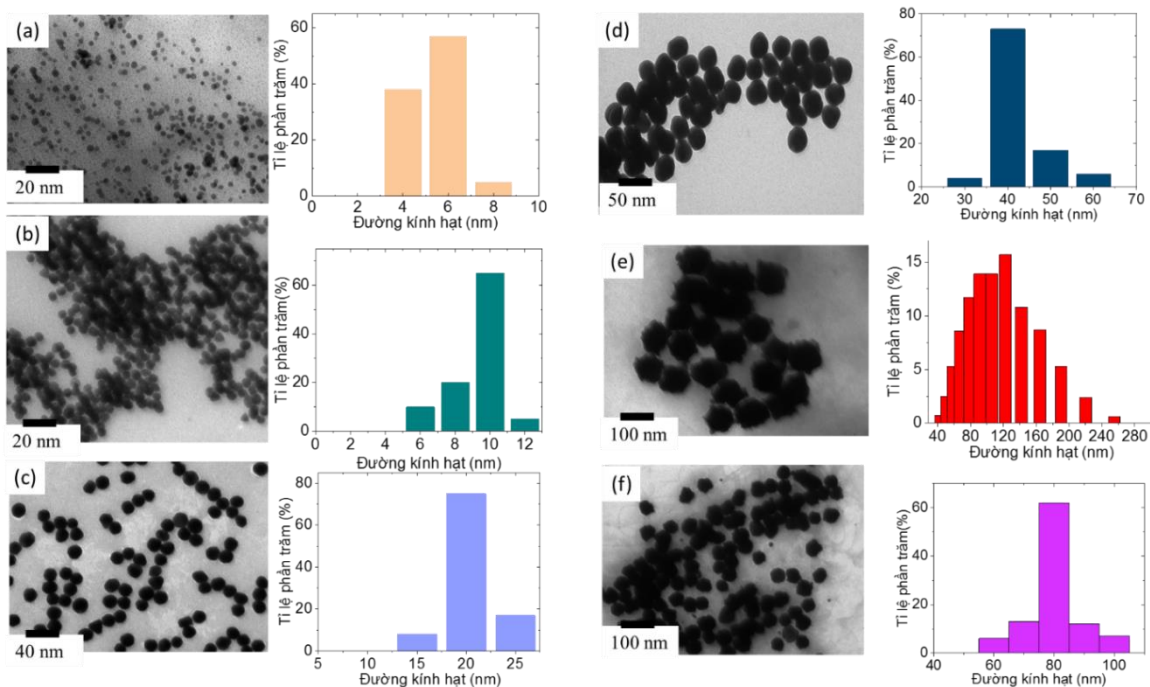 (a)
20 nm
Tỉ lệ phần trăm (%)
60
40
20
0
0 2 4 6 8 10
Đường kính hạt (nm)
(b)
20 nm
Tỉ lệ phần trăm(%)
60
40
20
0
0 2 4 6 8 10 12
Đường kính hạt (nm)
(c)
40 nm
Tỉ lệ phần trăm (%)
80
60
40
20
0
5 10 15 20 25
Đường kính hạt (nm)
(d)
50 nm
Tỉ lệ phần trăm (%)
80
60
40
20
0
20 30 40 50 60 70
Đường kính hạt (nm)
(e)
100 nm
Tỉ lệ phần trăm (%)
15
10
5
0
40 80 120 160 200 240 280
Đường kính hạt (nm)
(f)
100 nm
Tỉ lệ phần trăm(%)
60
40
20
0
40 60 80 100
Đường kính hạt (nm)